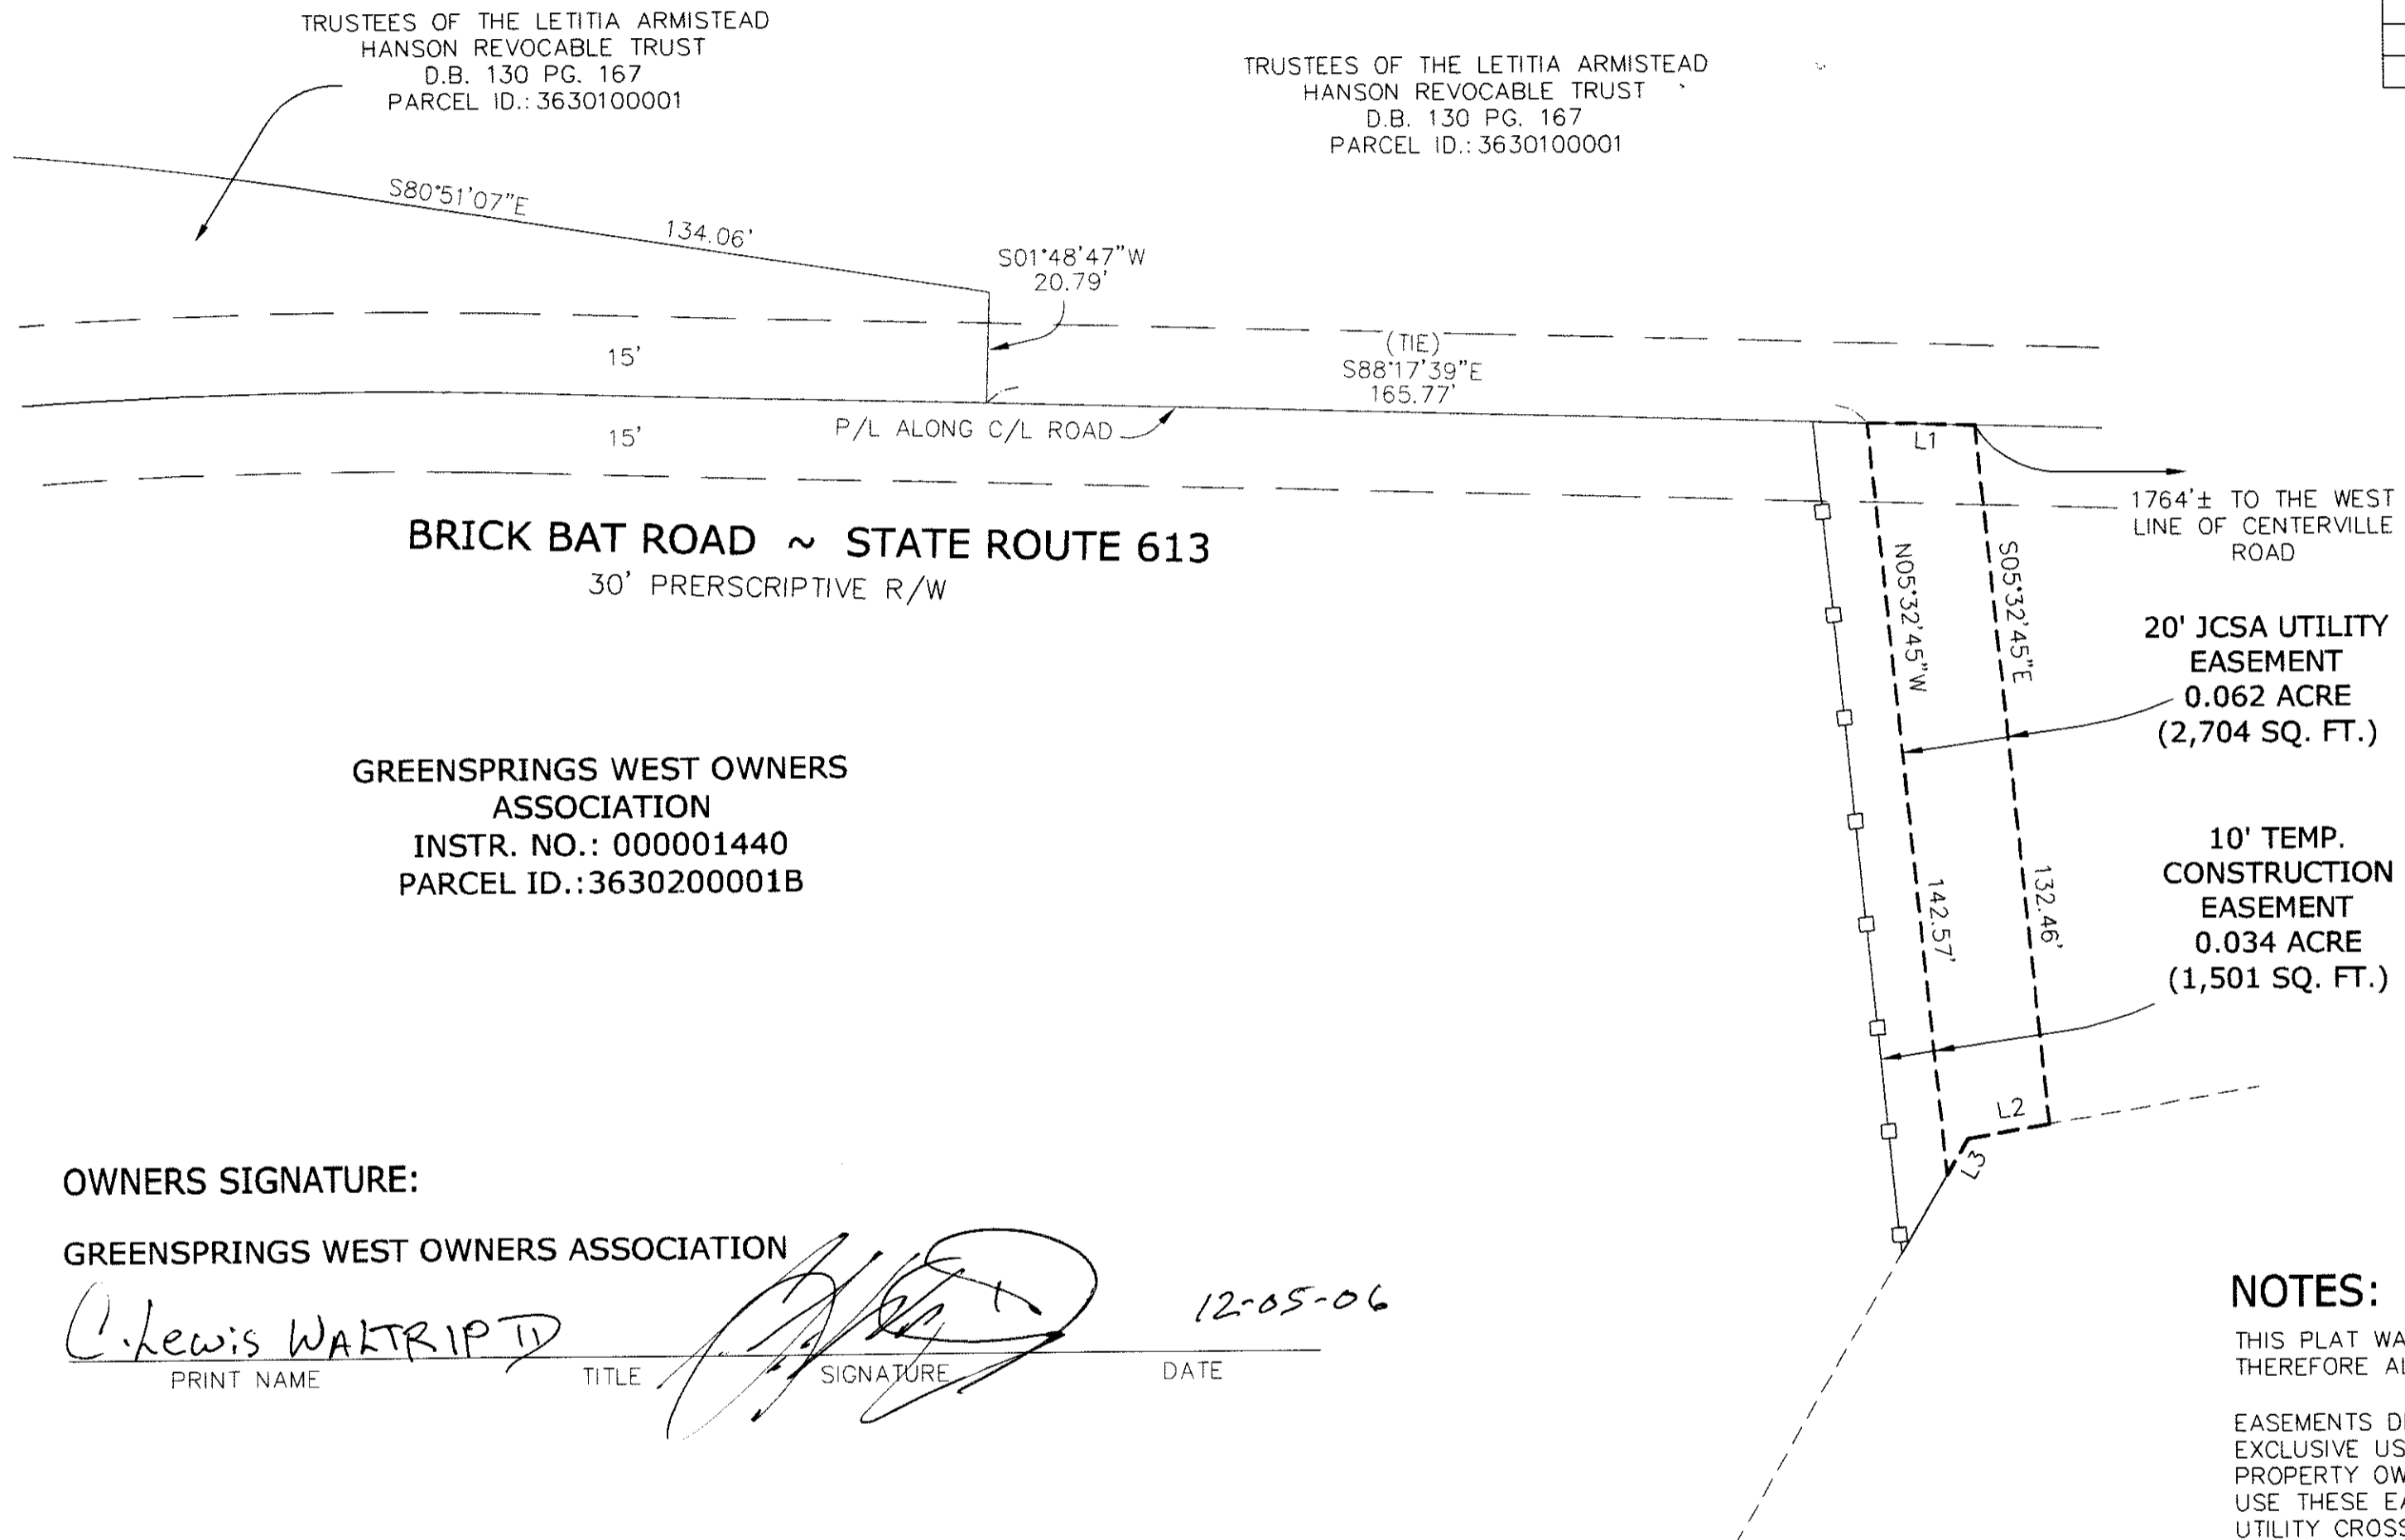 TRUSTEES OF THE LETITIA ARMISTEAD
HANSON REVOCABLE TRUST
D.B. 130 PG. 167
PARCEL ID.: 3630100001
TRUSTEES OF THE LETITIA ARMISTEAD
HANSON REVOCABLE TRUST
D.B. 130 PG. 167
PARCEL ID.: 3630100001
S80°51'07"E
134.06'
S01°48'47"W
20.79'
15'
(TIE)
S88°17'39"E
165.77'
15'
P/L ALONG C/L ROAD
L1
1764'± TO THE WEST
LINE OF CENTERVILLE
ROAD
BRICK BAT ROAD ~ STATE ROUTE 613
30' PRERSCRIPTIVE R/W
N05°32'45"W
142.57'
S05°32'45"E
132.46'
20' JCSA UTILITY
EASEMENT
0.062 ACRE
(2,704 SQ. FT.)
10' TEMP.
CONSTRUCTION
EASEMENT
0.034 ACRE
(1,501 SQ. FT.)
GREENSPRINGS WEST OWNERS
ASSOCIATION
INSTR. NO.: 000001440
PARCEL ID.:3630200001B
L2
L3
OWNERS SIGNATURE:
GREENSPRINGS WEST OWNERS ASSOCIATION
C. Lewis WALTRIP II
12-05-06
PRINT NAME TITLE SIGNATURE DATE
NOTES:
THIS PLAT WA
THEREFORE AL
EASEMENTS D
EXCLUSIVE US
PROPERTY OW
USE THESE EA
UTILITY CROSS